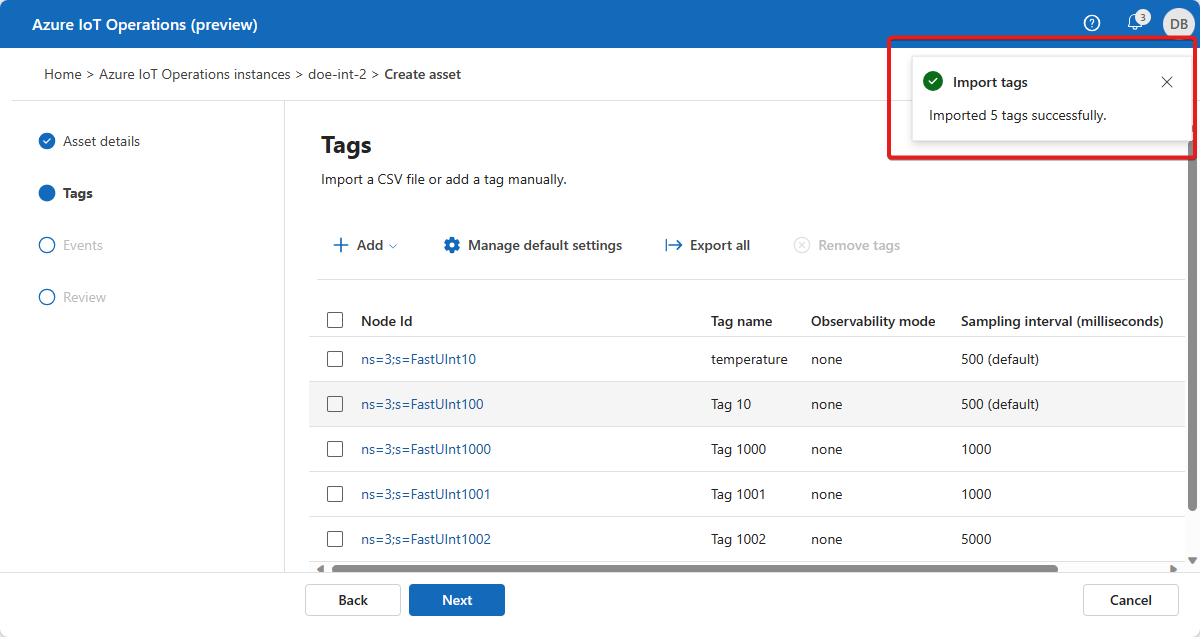 Azure IoT Operations (preview)
3
DB
Home > Azure IoT Operations instances > doe-int-2 > Create asset
Import tags
Imported 5 tags successfully.
Asset details
Tags
Events
Review
Tags
Import a CSV file or add a tag manually.
Add
Manage default settings
Export all
Remove tags
Node Id Tag name Observability mode Sampling interval (milliseconds)
ns=3;s=FastUInt10 temperature none 500 (default)
ns=3;s=FastUInt100 Tag 10 none 500 (default)
ns=3;s=FastUInt1000 Tag 1000 none 1000
ns=3;s=FastUInt1001 Tag 1001 none 1000
ns=3;s=FastUInt1002 Tag 1002 none 5000
Back
Next
Cancel